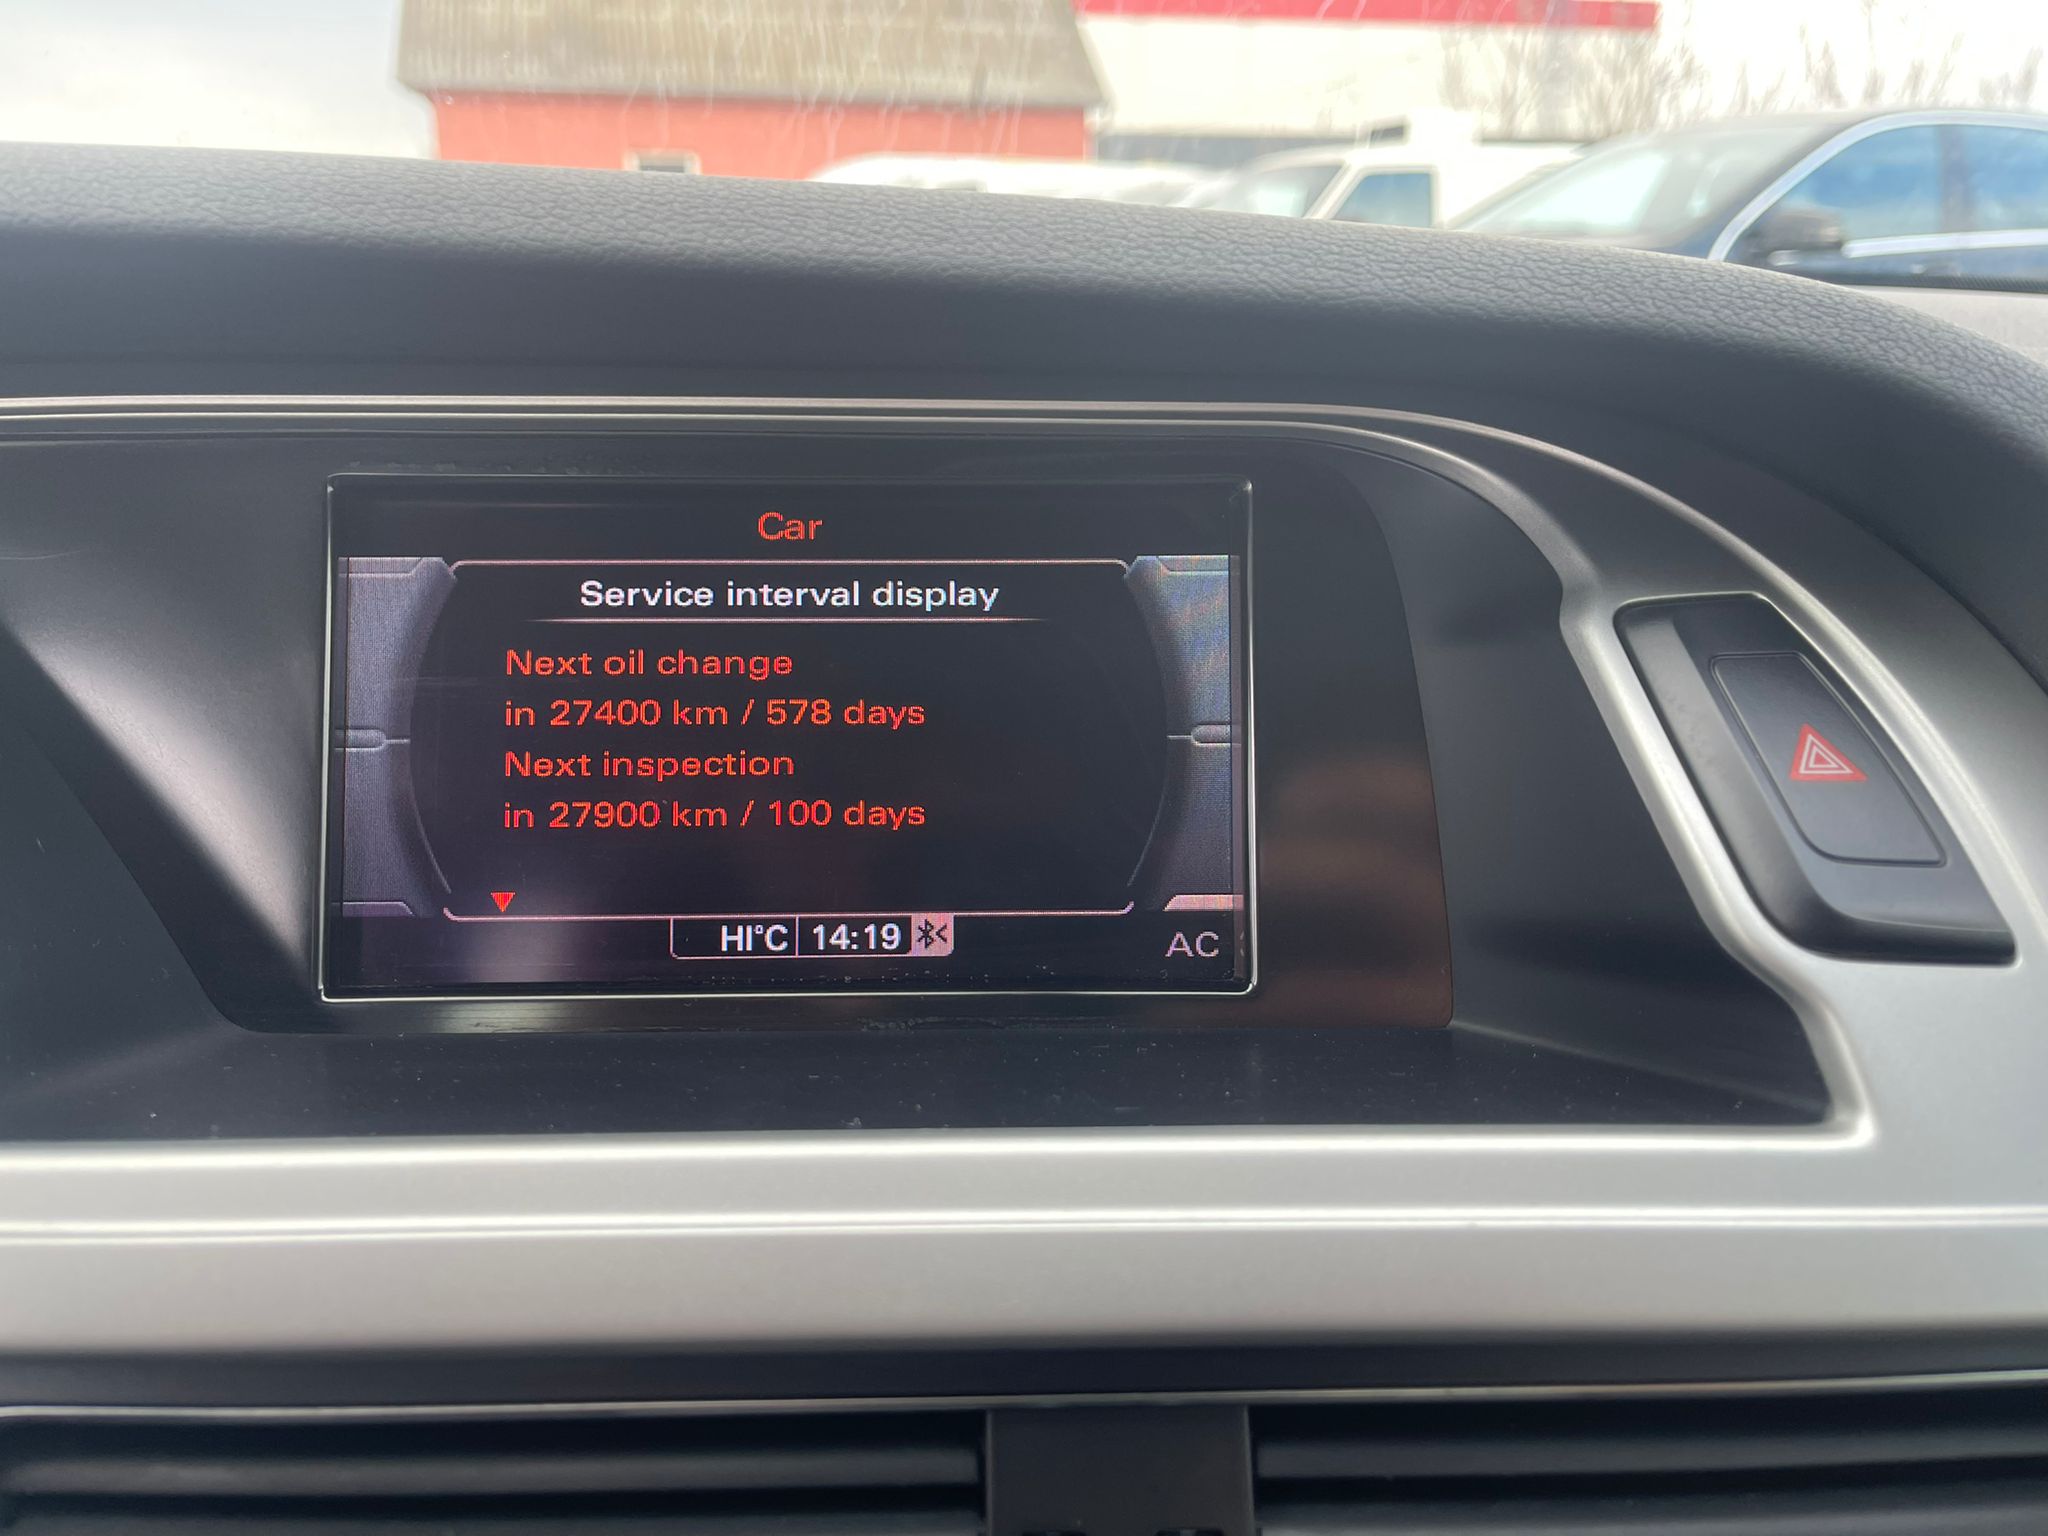 Car
Service interval display
Next oil change
in 27400 km / 578 days
Next inspection
in 27900 km / 100 days
HI°C 14:19
AC